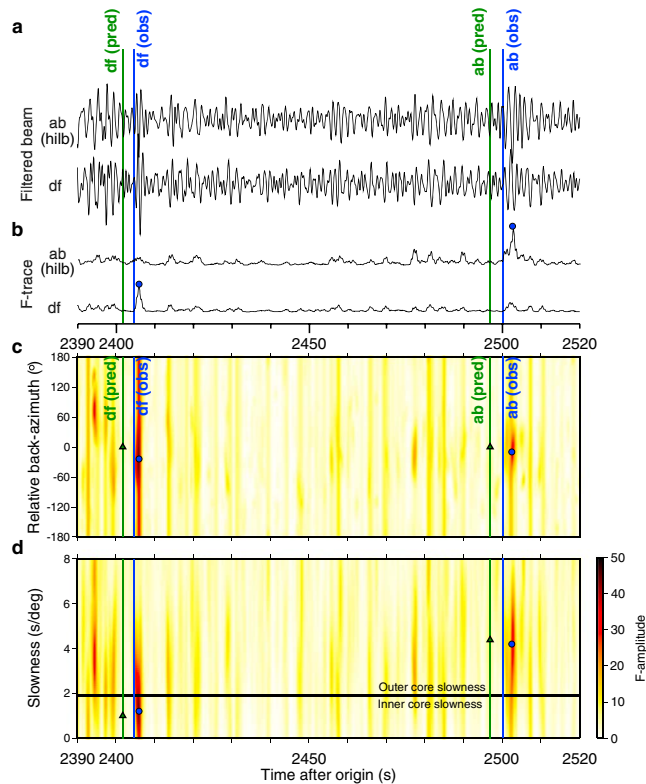 a
df (pred)
df (obs)
ab (pred)
ab (obs)
Filtered beam
ab
(hilb)
df
b
F-trace
ab
(hilb)
df
2390 2400 2450 2500 2520
c
Relative back-azimuth (º)
180
120
60
0
-60
-120
-180
df (pred)
df (obs)
ab (pred)
ab (obs)
d
Slowness (s/deg)
8
6
4
2
0
Outer core slowness
Inner core slowness
2390 2400 2450 2500 2520
Time after origin (s)
50
40
30
20
10
0
F-amplitude